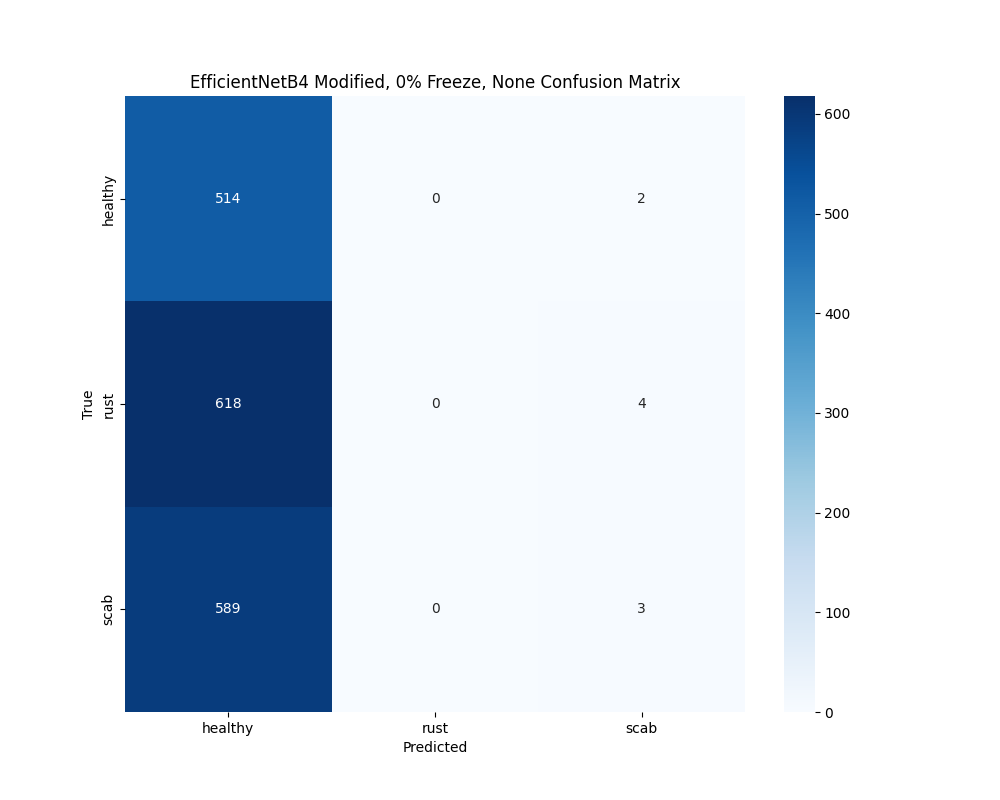 EfficientNetB4 Modified, 0% Freeze, None Confusion Matrix
healthy
514
0
2
True
rust
618
0
4
scab
589
0
3
healthy
rust
scab
Predicted
600
500
400
300
200
100
0